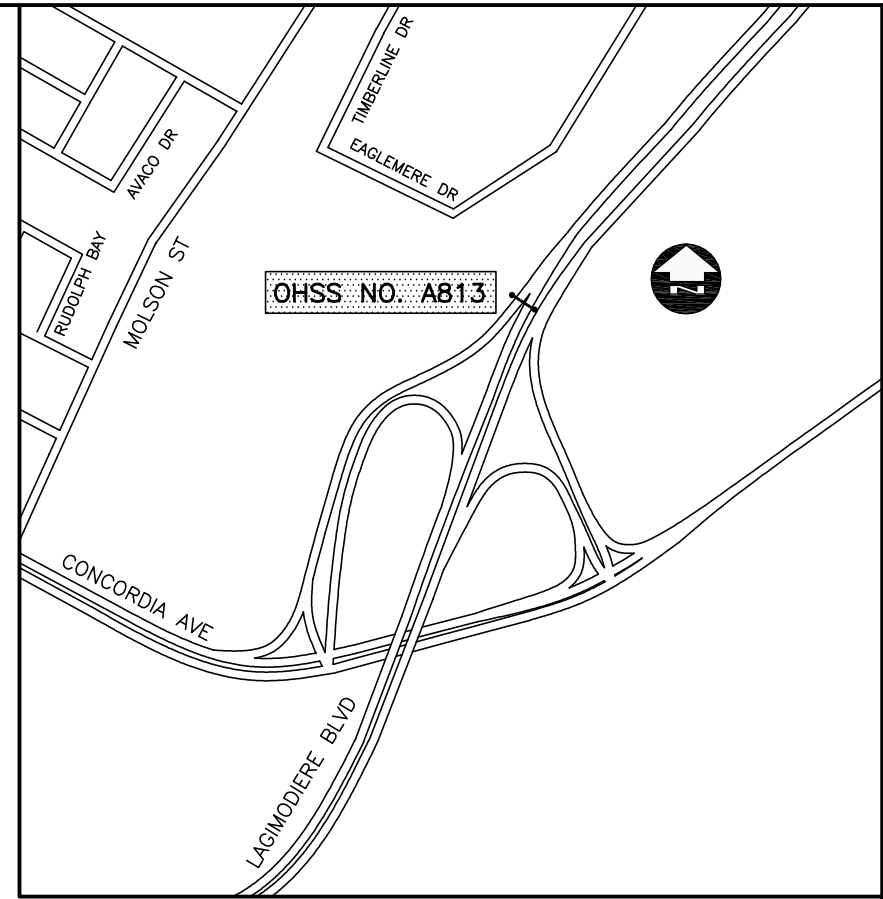 TIMBERLINE DR
EAGLEMERE DR
AVACO DR
RUDOLPH BAY
MOLSON ST
OHSS NO. A813
N
CONCORDIA AVE
LAGIMODIERE BLVD